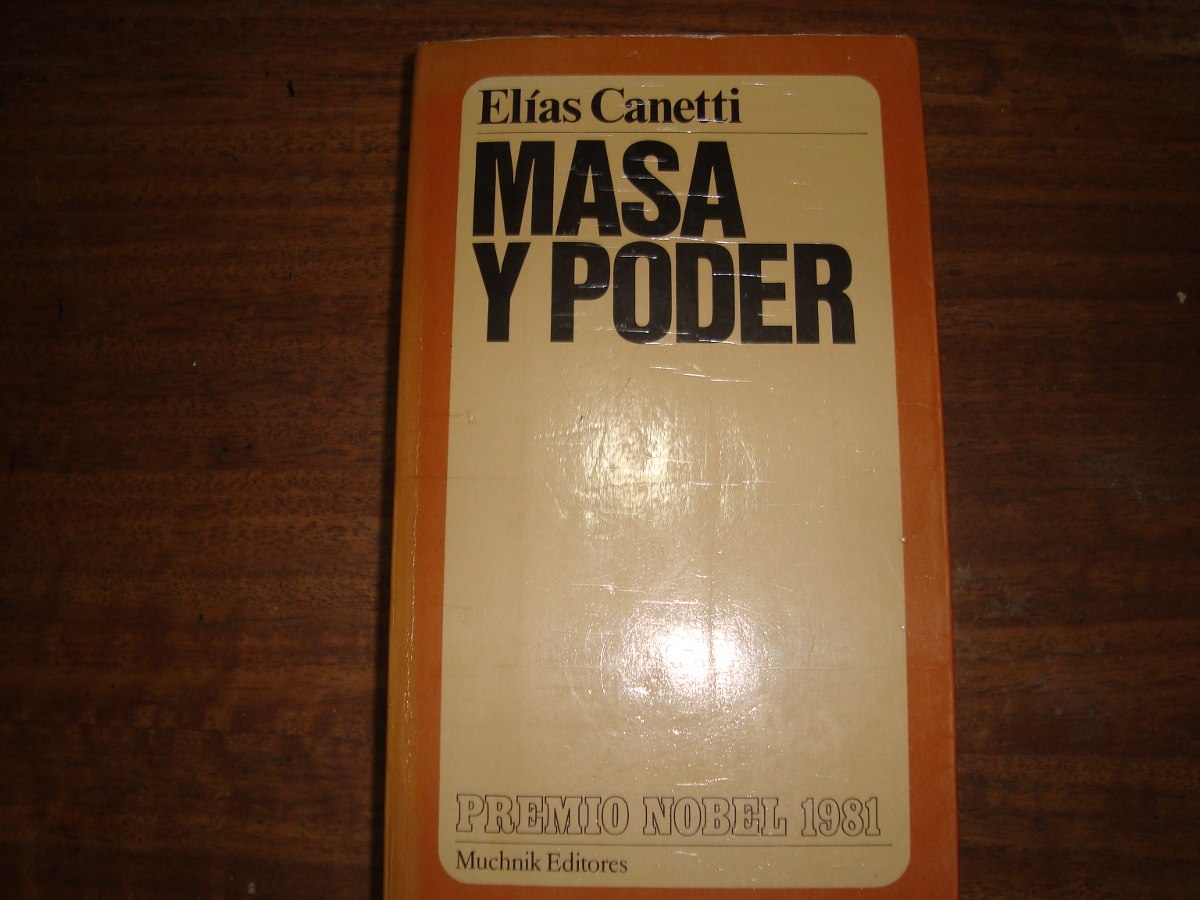 Elías Canetti
MASA
Y PODER
PREMIO NOBEL 1981
Muchnik Editores